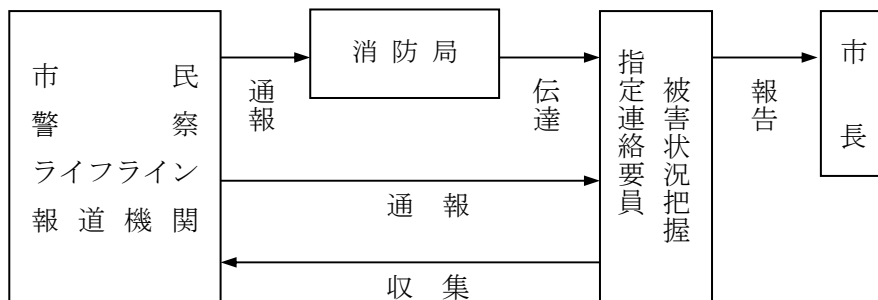 市民
警察
ライフライン
報道機関
通報
消防局
伝達
通報
収集
被害状況把握
指定連絡要員
報告
市長